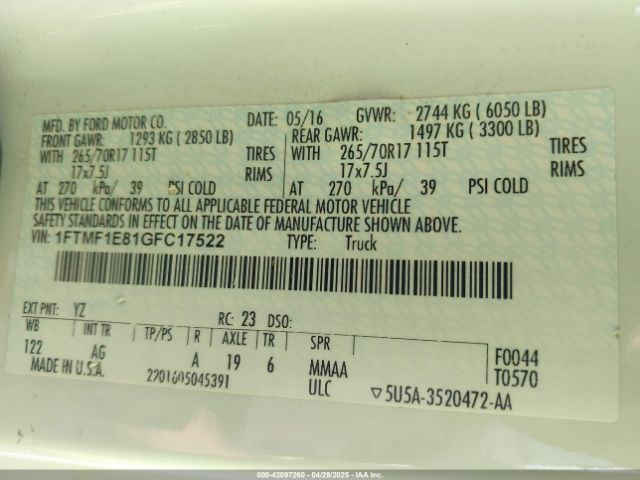 MFD. BY FORD MOTOR CO. DATE: 05/16 GVWR: 2744 KG ( 6050 LB)
FRONT GAWR: 1293 KG ( 2850 LB) REAR GAWR: 1497 KG ( 3300 LB)
WITH 265/70R17 115T TIRES WITH 265/70R17 115T TIRES
17x7.5J RIMS 17x7.5J RIMS
AT 270 kPa/ 39 PSI COLD AT 270 kPa/ 39 PSI COLD
THIS VEHICLE CONFORMS TO ALL APPLICABLE FEDERAL MOTOR VEHICLE
SAFETY STANDARDS IN EFFECT ON THE DATE OF MANUFACTURE SHOWN ABOVE.
VIN: 1FTMF1E81GFC17522 TYPE: Truck
EXT PNT: YZ RC: 23 DSO:
WB INT TR TP/PS R AXLE TR SPR
122 AG A 19 6 MMAA F0044
MADE IN U.S.A. 2201605045391 ULC T0570
▽5U5A-3520472-AA
000-42097260 - 04/29/2025 - IAAI, Inc.